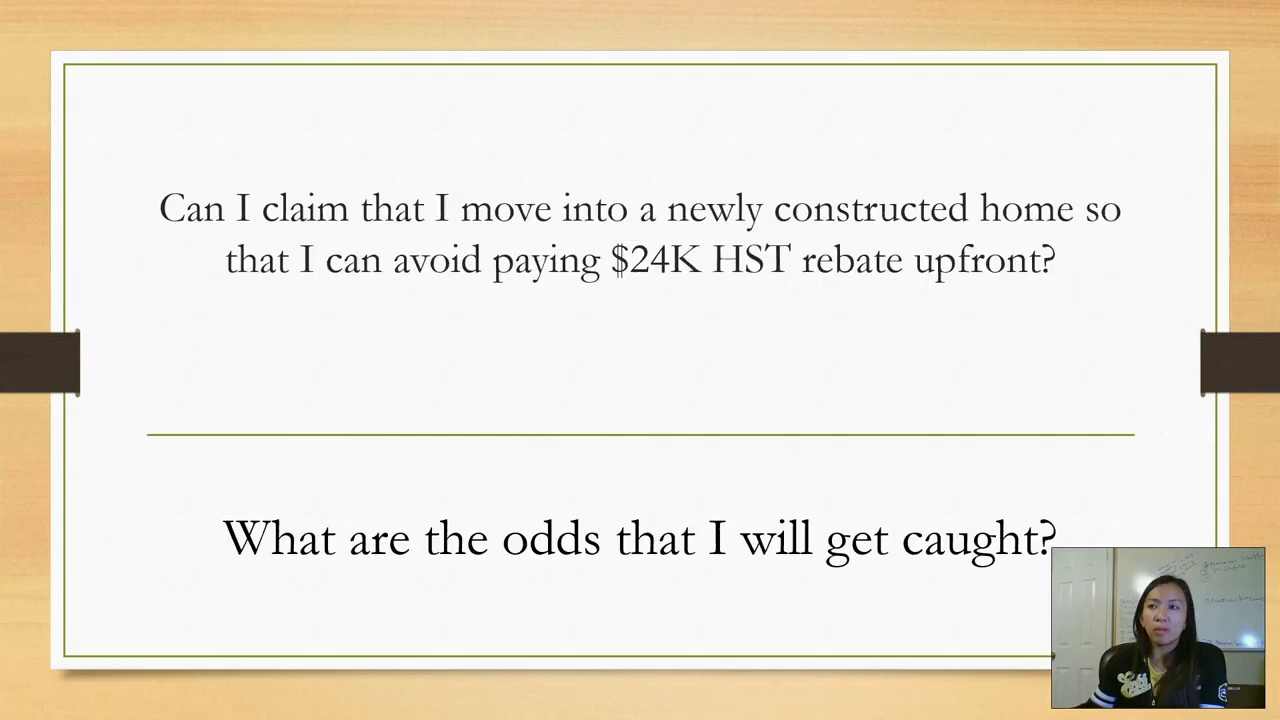 Can I claim that I move into a newly constructed home so
that I can avoid paying $24K HST rebate upfront?
What are the odds that I will get caught?